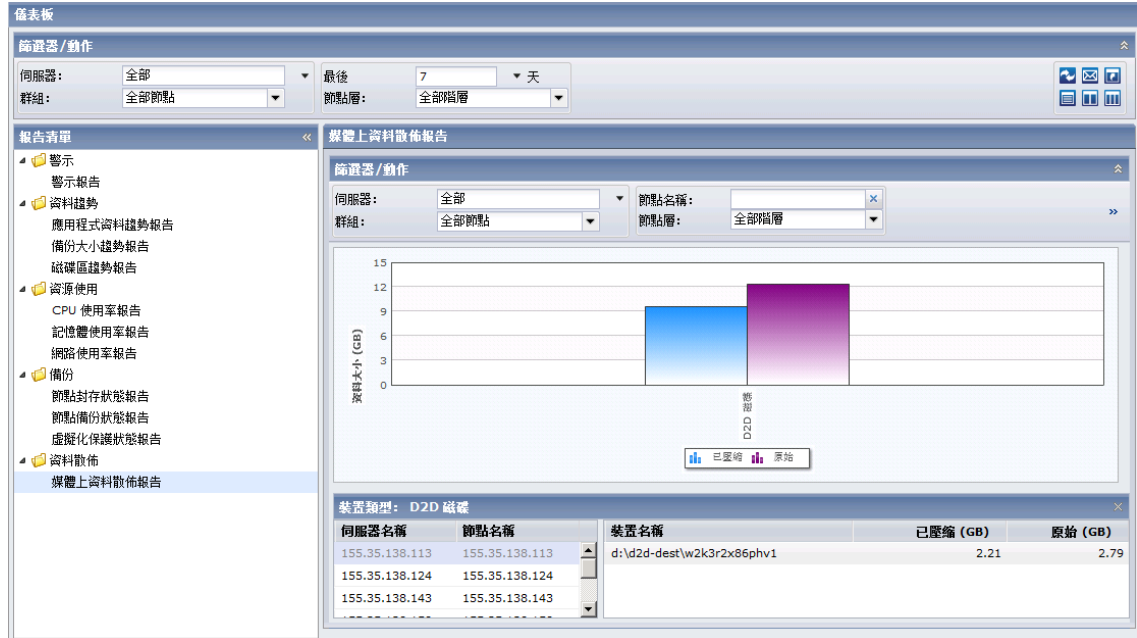 儀表板
篩選器/動作
伺服器: 全部 最後 7 天
群組: 全部節點 節點層: 全部階層
報告清單
警示
警示報告
資料趨勢
應用程式資料趨勢報告
備份大小趨勢報告
磁碟區趨勢報告
資源使用
CPU 使用率報告
記憶體使用率報告
網路使用率報告
備份
節點封存狀態報告
節點備份狀態報告
虛擬化保護狀態報告
資料散佈
媒體上資料散佈報告
媒體上資料散佈報告
篩選器/動作
伺服器: 全部 節點名稱:
群組: 全部節點 節點層: 全部階層
資料大小 (GB)
15
12
9
6
3
0
D2D 磁碟
已壓縮 原始
裝置類型: D2D 磁碟
伺服器名稱 節點名稱 裝置名稱 已壓縮 (GB) 原始 (GB)
155.35.138.113 155.35.138.113 d:\d2d-dest\w2k3r2x86phv1 2.21 2.79
155.35.138.124 155.35.138.124
155.35.138.143 155.35.138.143